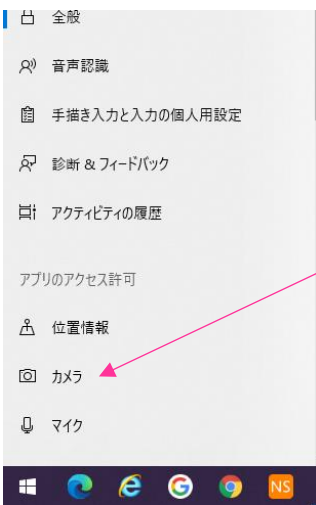 全般
音声認識
手描き入力と入力の個人用設定
診断 & フィードバック
アクティビティの履歴
アプリのアクセス許可
位置情報
カメラ
マイク
NS